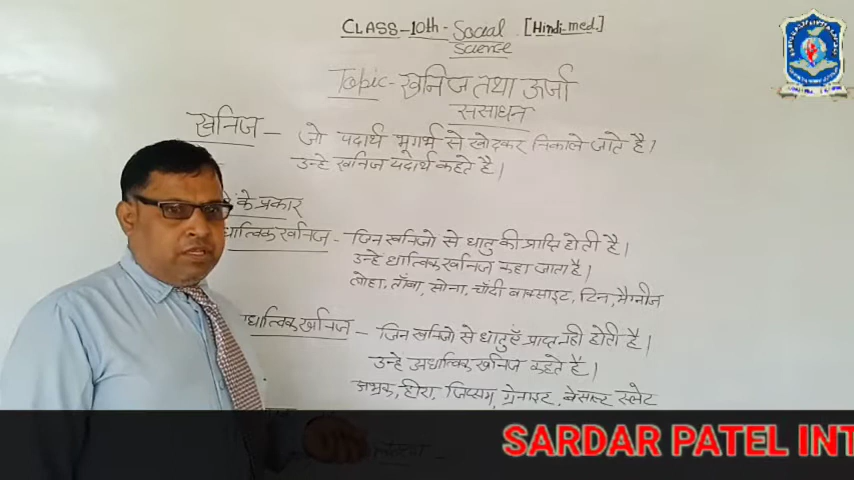 CLASS-10th- Social [Hindi-med.]
Science
Topic- खनिज तथा ऊर्जा
संसाधन
खनिज - जो पदार्थ भूगर्भ से खोदकर निकाले जाते है।
उन्हे खनिज पदार्थ कहते है।
के प्रकार
धात्विक खनिज - जिन खनिजो से धातु की प्राप्ति होती है।
उन्हे धात्विक खनिज कहा जाता है।
लोहा, ताँबा, सोना, चाँदी बाक्साइट, टिन, मैग्नीज
अधात्विक खनिज - जिन खनिजो से धातुएँ प्राप्त नही होती है।
उन्हे अधात्विक खनिज कहते है।
अभ्रक, हीरा, जिप्सम, ग्रेनाइट, बेसाल्ट स्लेट
SARDAR PATEL INT